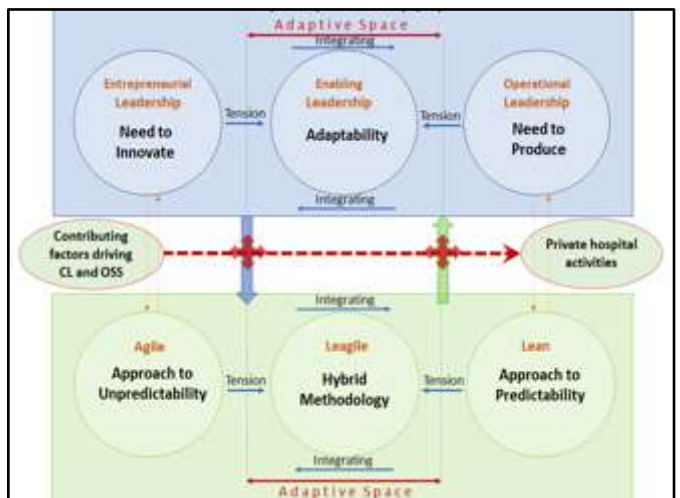 Adaptive Space
Integrating
Entrepreneurial
Leadership
Need to
Innovate
Tension
Enabling
Leadership
Adaptability
Tension
Operational
Leadership
Need to
Produce
Integrating
Contributing
factors driving
CL and OSS
Private hospital
activities
Integrating
Agile
Approach to
Unpredictability
Tension
Leagile
Hybrid
Methodology
Tension
Lean
Approach to
Predictability
Integrating
Adaptive Space